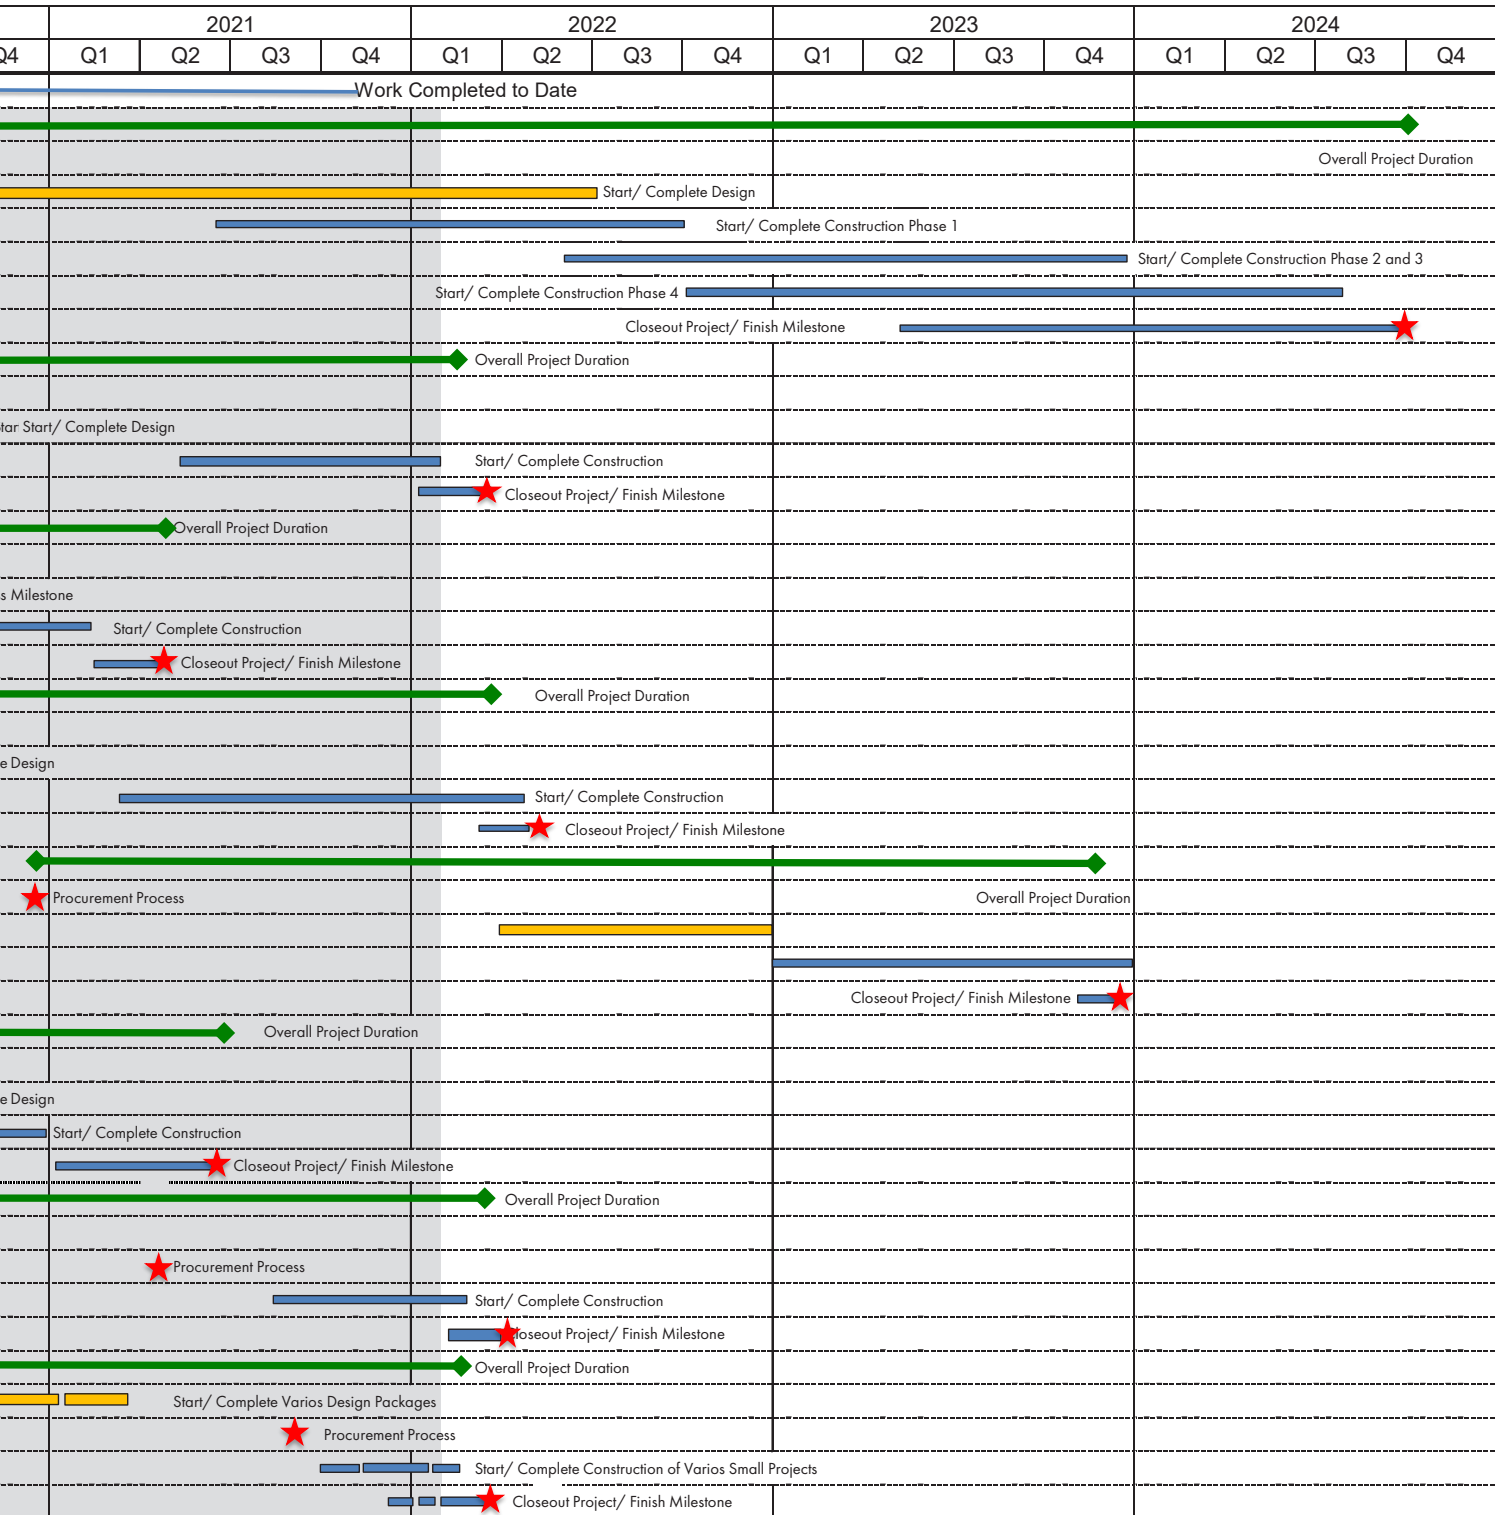 2021 2022 2023 2024
Q4 Q1 Q2 Q3 Q4 Q1 Q2 Q3 Q4 Q1 Q2 Q3 Q4 Q1 Q2 Q3 Q4
Work Completed to Date
Overall Project Duration
Start/ Complete Design
Start/ Complete Construction Phase 1
Start/ Complete Construction Phase 2 and 3
Start/ Complete Construction Phase 4
Closeout Project/ Finish Milestone
Overall Project Duration
tar Start/ Complete Design
Start/ Complete Construction
Closeout Project/ Finish Milestone
Overall Project Duration
s Milestone
Start/ Complete Construction
Closeout Project/ Finish Milestone
Overall Project Duration
e Design
Start/ Complete Construction
Closeout Project/ Finish Milestone
Procurement Process Overall Project Duration
Closeout Project/ Finish Milestone
Overall Project Duration
e Design
Start/ Complete Construction
Closeout Project/ Finish Milestone
Overall Project Duration
Procurement Process
Start/ Complete Construction
Closeout Project/ Finish Milestone
Overall Project Duration
Start/ Complete Varios Design Packages
Procurement Process
Start/ Complete Construction of Varios Small Projects
Closeout Project/ Finish Milestone